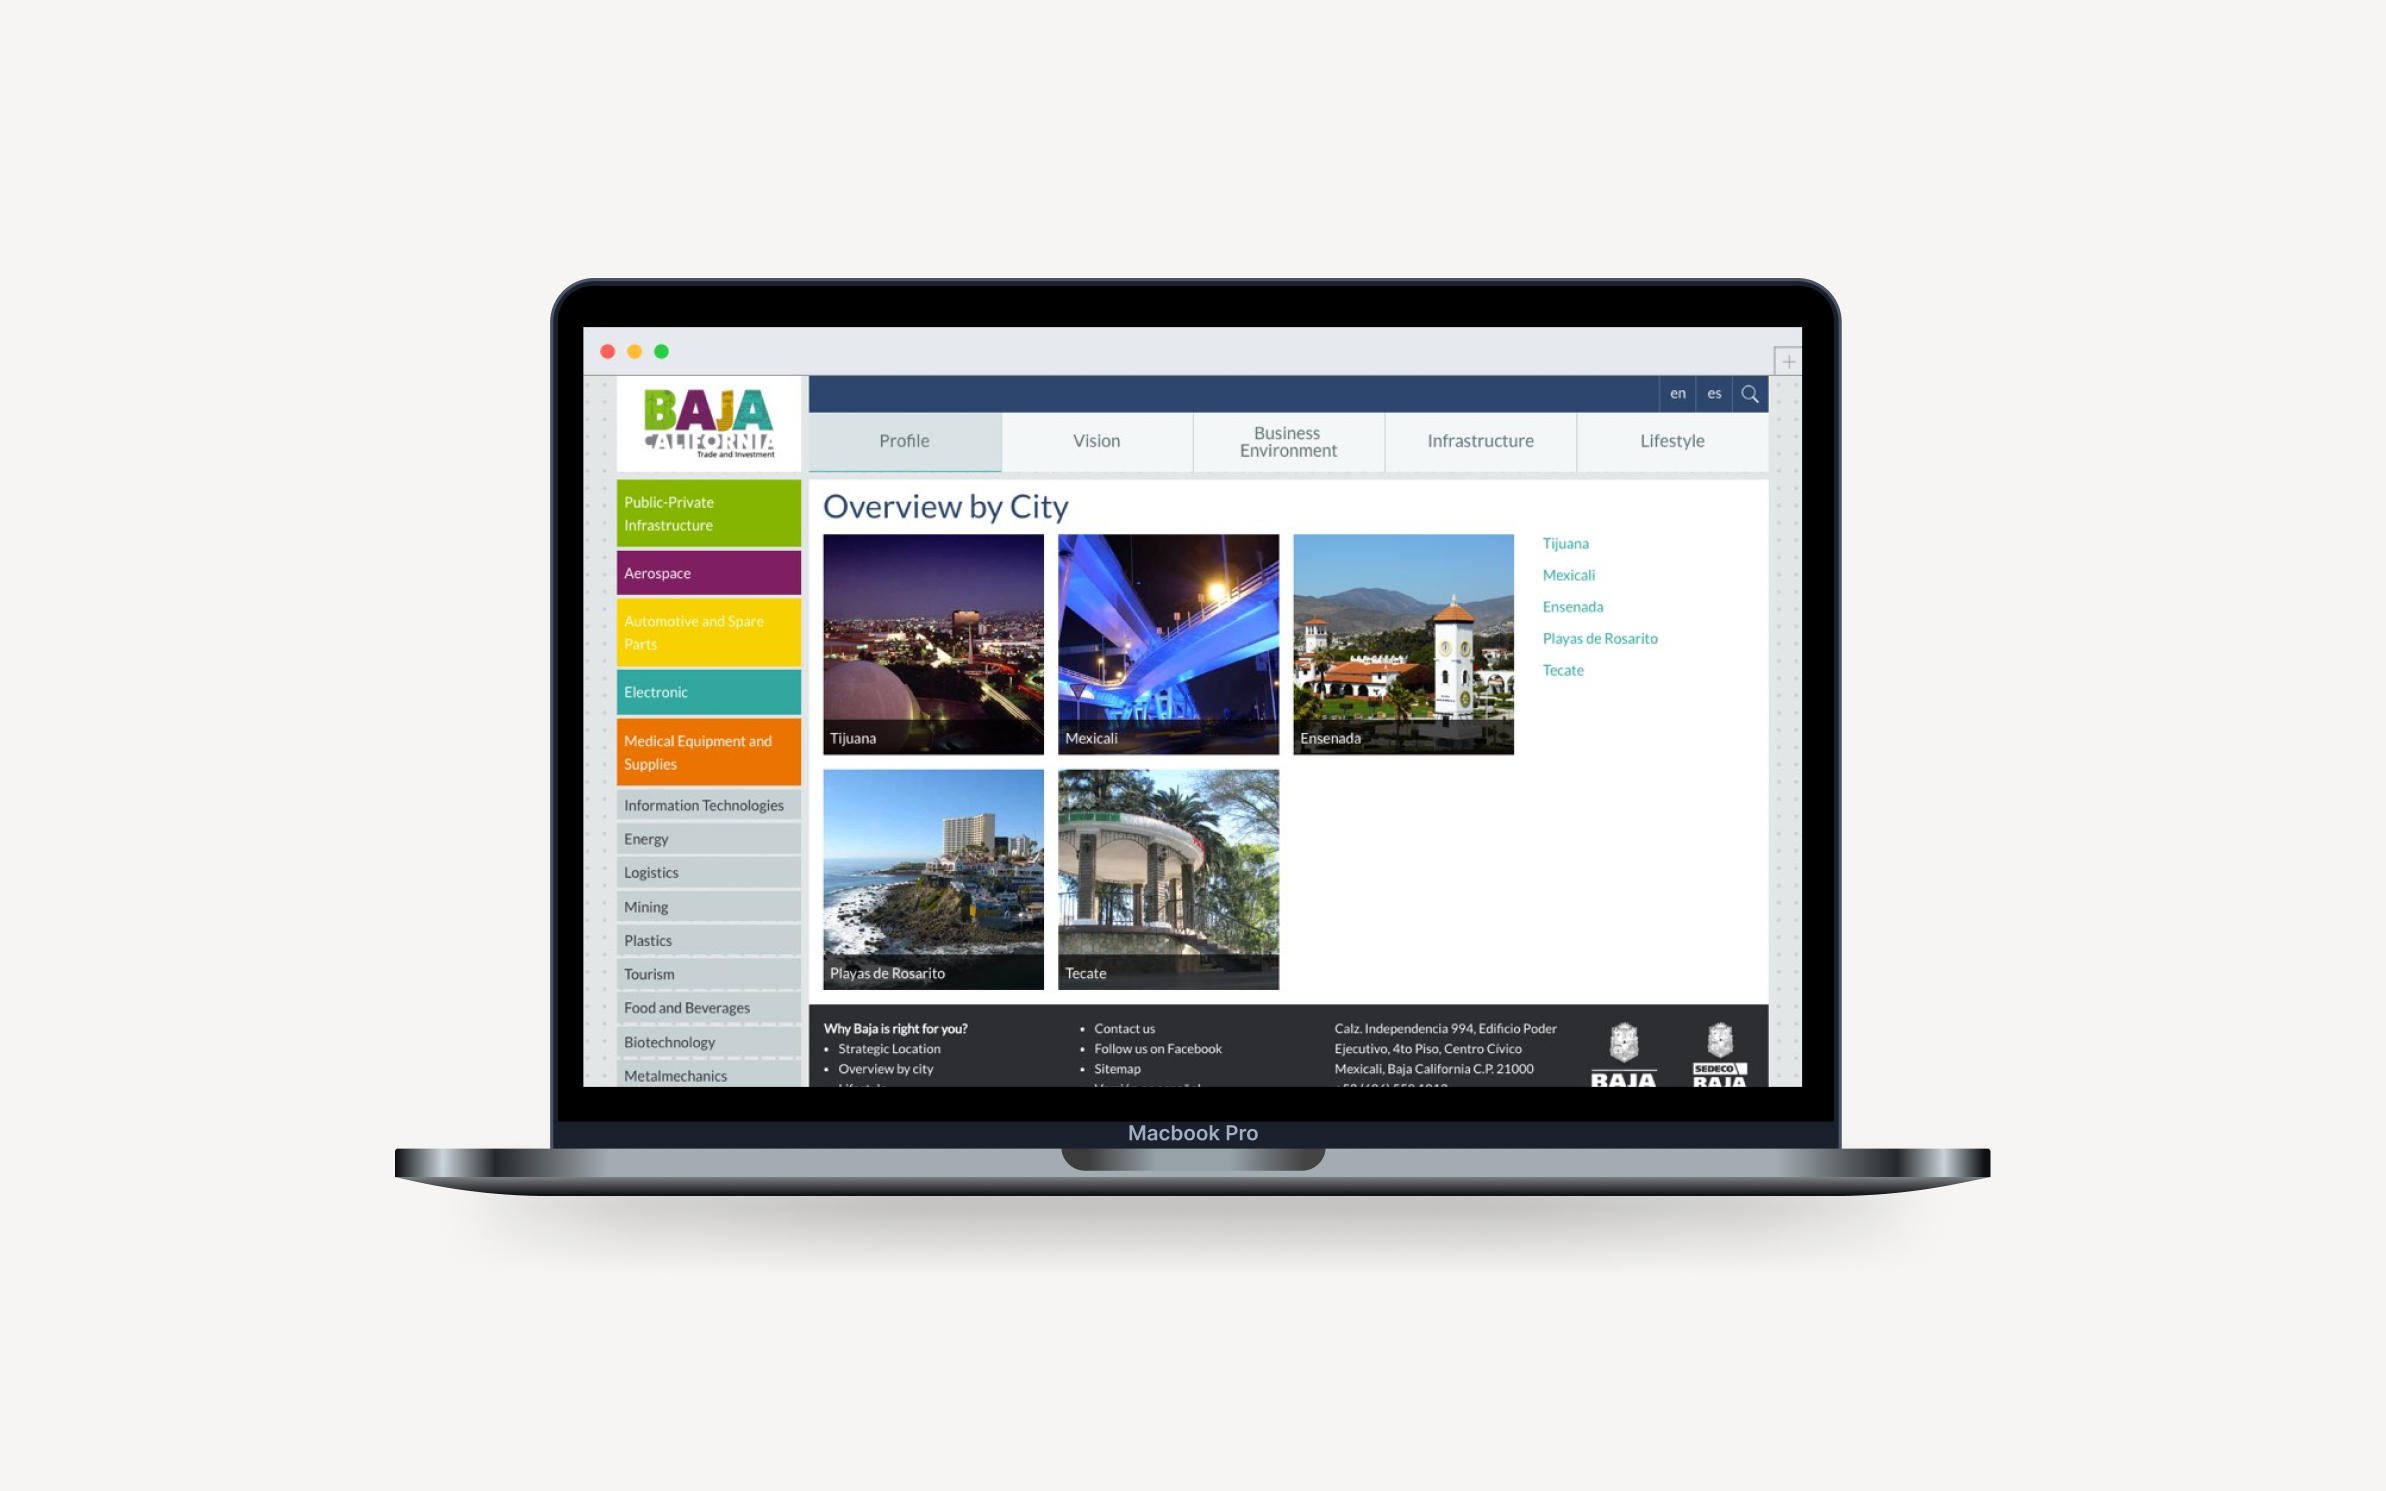 BAJA
CALIFORNIA
Trade and Investment
en
es
Profile
Vision
Business
Environment
Infrastructure
Lifestyle
Public-Private
Infrastructure
Aerospace
Automotive and Spare
Parts
Electronic
Medical Equipment and
Supplies
Information Technologies
Energy
Logistics
Mining
Plastics
Tourism
Food and Beverages
Biotechnology
Metalmechanics
Overview by City
Tijuana
Mexicali
Ensenada
Playas de Rosarito
Tecate
Tijuana
Mexicali
Ensenada
Playas de Rosarito
Tecate
Why Baja is right for you?
• Strategic Location
• Overview by city
• Contact us
• Follow us on Facebook
• Sitemap
Calz. Independencia 994, Edificio Poder
Ejecutivo, 4to Piso, Centro Cívico
Mexicali, Baja California C.P. 21000
BAJA
SEDECO
BAJA
Macbook Pro